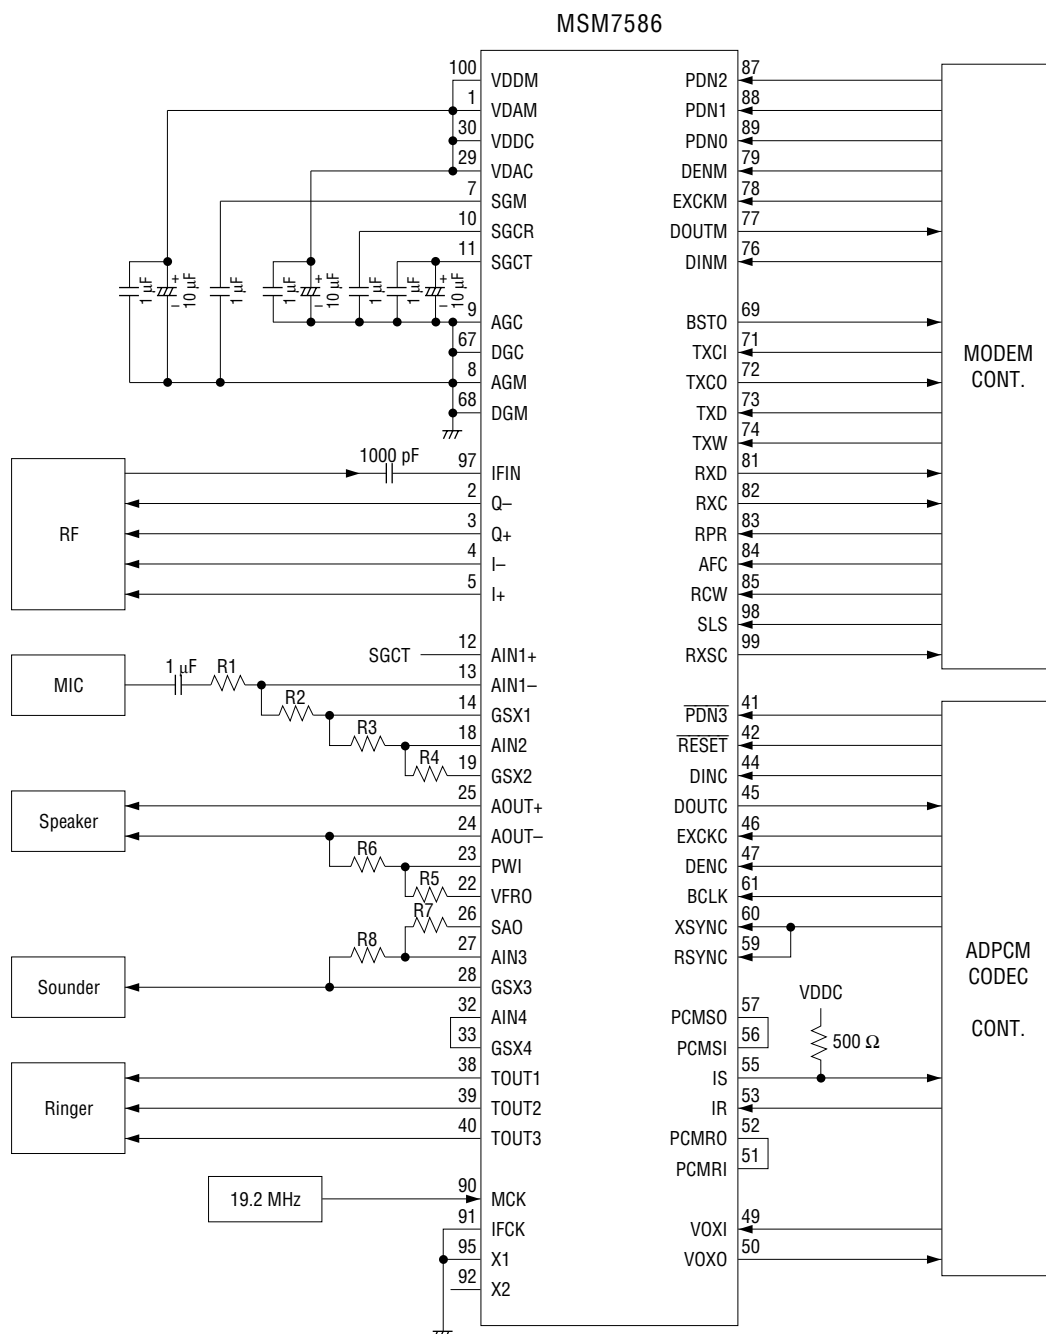 MSM7586
100 VDDM
1 VDAM
30 VDDC
29 VDAC
7 SGM
10 SGCR
11 SGCT
1 μF
+
–
10 μF
1 μF
1 μF
+
–
10 μF
1 μF
1 μF
+
–
10 μF
9 AGC
67 DGC
8 AGM
68 DGM
RF
1000 pF
97 IFIN
2 Q–
3 Q+
4 I–
5 I+
SGCT
12 AIN1+
MIC
1 μF
R1
13 AIN1–
R2
14 GSX1
R3
18 AIN2
R4
19 GSX2
Speaker
25 AOUT+
24 AOUT–
R6
23 PWI
R5
22 VFRO
R7
26 SAO
R8
27 AIN3
Sounder
28 GSX3
32 AIN4
33 GSX4
Ringer
38 TOUT1
39 TOUT2
40 TOUT3
19.2 MHz
90 MCK
91 IFCK
95 X1
92 X2
PDN2 87
PDN1 88
PDN0 89
DENM 79
EXCKM 78
DOUTM 77
DINM 76
BSTO 69
TXCI 71
TXCO 72
TXD 73
TXW 74
RXD 81
RXC 82
RPR 83
AFC 84
RCW 85
SLS 98
RXSC 99
MODEM
CONT.
PDN3 41
RESET 42
DINC 44
DOUTC 45
EXCKC 46
DENC 47
BCLK 61
XSYNC 60
RSYNC 59
PCMSO 57
PCMSI 56
VDDC
500 Ω
IS 55
IR 53
PCMRO 52
PCMRI 51
VOXI 49
VOXO 50
ADPCM
CODEC
CONT.